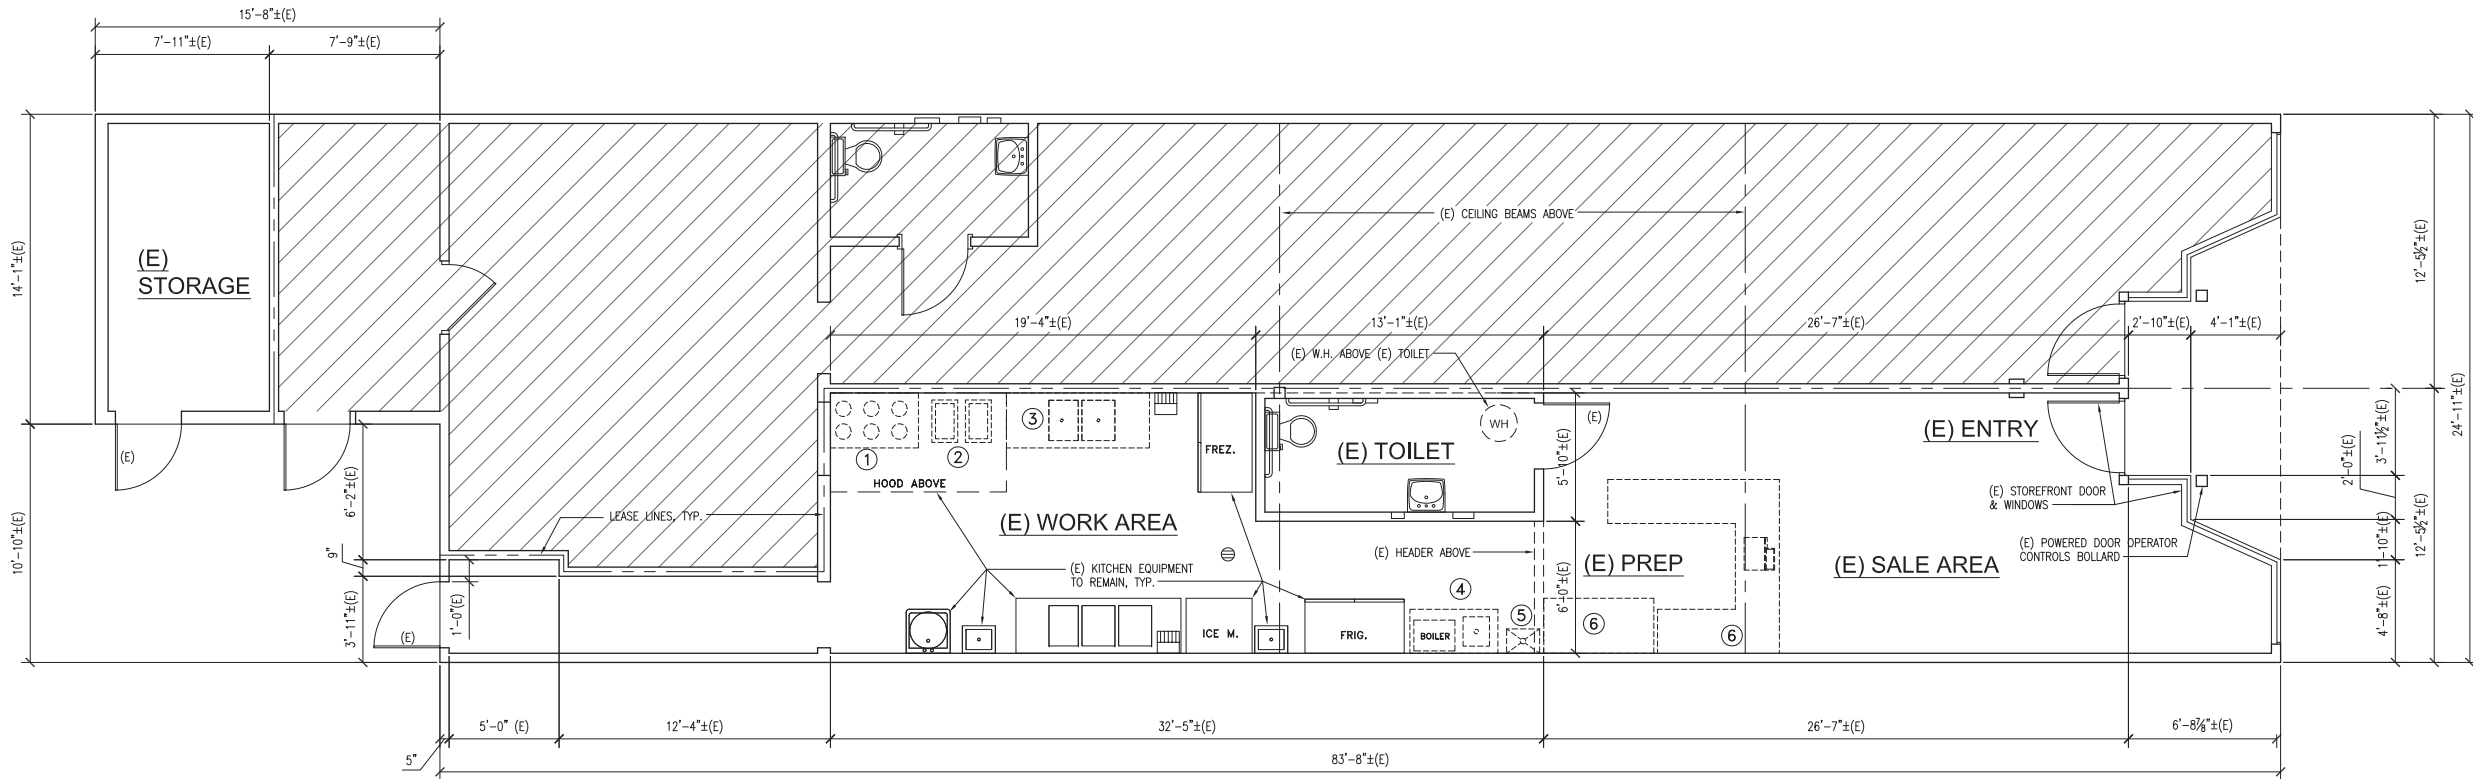 15'-8"±(E)
7'-11"±(E)
7'-9"±(E)
14'-1"±(E)
10'-10"±(E)
(E)
STORAGE
(E)
6'-2"±(E)
9"
3'-11"±(E)
1'-0"(E)
(E)
LEASE LINES, TYP.
(E) CEILING BEAMS ABOVE
19'-4"±(E)
13'-1"±(E)
26'-7"±(E)
2'-10"±(E)
4'-1"±(E)
(E) W.H. ABOVE (E) TOILET
WH
(E)
1
2
3
HOOD ABOVE
FREZ.
(E) TOILET
5'-10"±(E)
(E) WORK AREA
(E) HEADER ABOVE
(E) KITCHEN EQUIPMENT
TO REMAIN, TYP.
ICE M.
FRIG.
4
BOILER
5
6'-0"±(E)
(E) PREP
6
6
(E) ENTRY
(E) SALE AREA
(E) STOREFRONT DOOR
& WINDOWS
(E) POWERED DOOR OPERATOR
CONTROLS BOLLARD
12'-5½"±(E)
24'-11"±(E)
3'-11½"±(E)
2'-0"±(E)
1'-10"±(E)
12'-5½"±(E)
4'-8"±(E)
5"
5'-0" (E)
12'-4"±(E)
32'-5"±(E)
26'-7"±(E)
6'-8⅞"±(E)
83'-8"±(E)